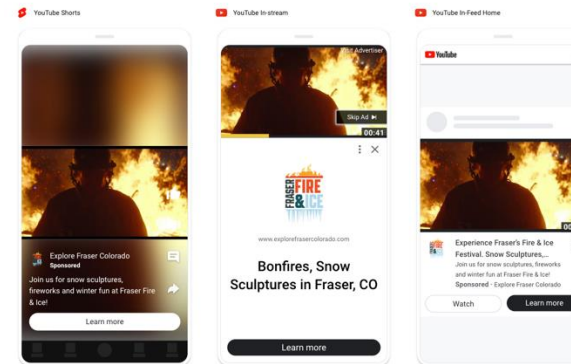 YouTube Shorts
Explore Fraser Colorado
Sponsored
Join us for snow sculptures,
fireworks and winter fun at Fraser Fire
& Ice!
Learn more
YouTube In-stream
Visit Advertiser
Skip Ad
00:41
FRASER
FIRE
& ICE
www.explorefrasercolorado.com
Bonfires, Snow
Sculptures in Fraser, CO
Learn more
YouTube In-Feed Home
YouTube
Experience Fraser's Fire & Ice
Festival. Snow Sculptures,...
Join us for snow sculptures, fireworks
and winter fun at Fraser Fire & Ice!
Sponsored · Explore Fraser Colorado
Watch
Learn more